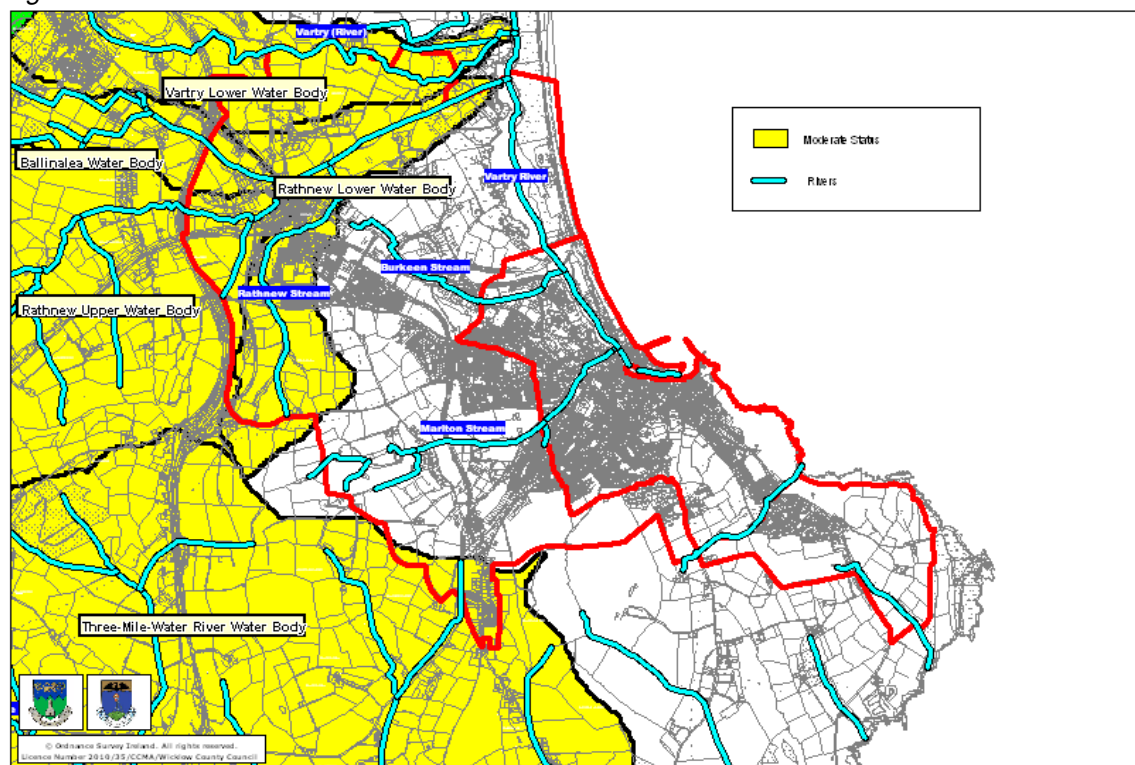 Vartry (River)
Vartry Lower Water Body
Moderate Status
Ballinalea Water Body
Rivers
Vartry River
Rathnew Lower Water Body
Burkeen Stream
Rathnew Stream
Rathnew Upper Water Body
Marlton Stream
Three-Mile-Water River Water Body
© Ordnance Survey Ireland. All rights reserved.
Licence Number 2010/35/CCMA/Wicklow County Council